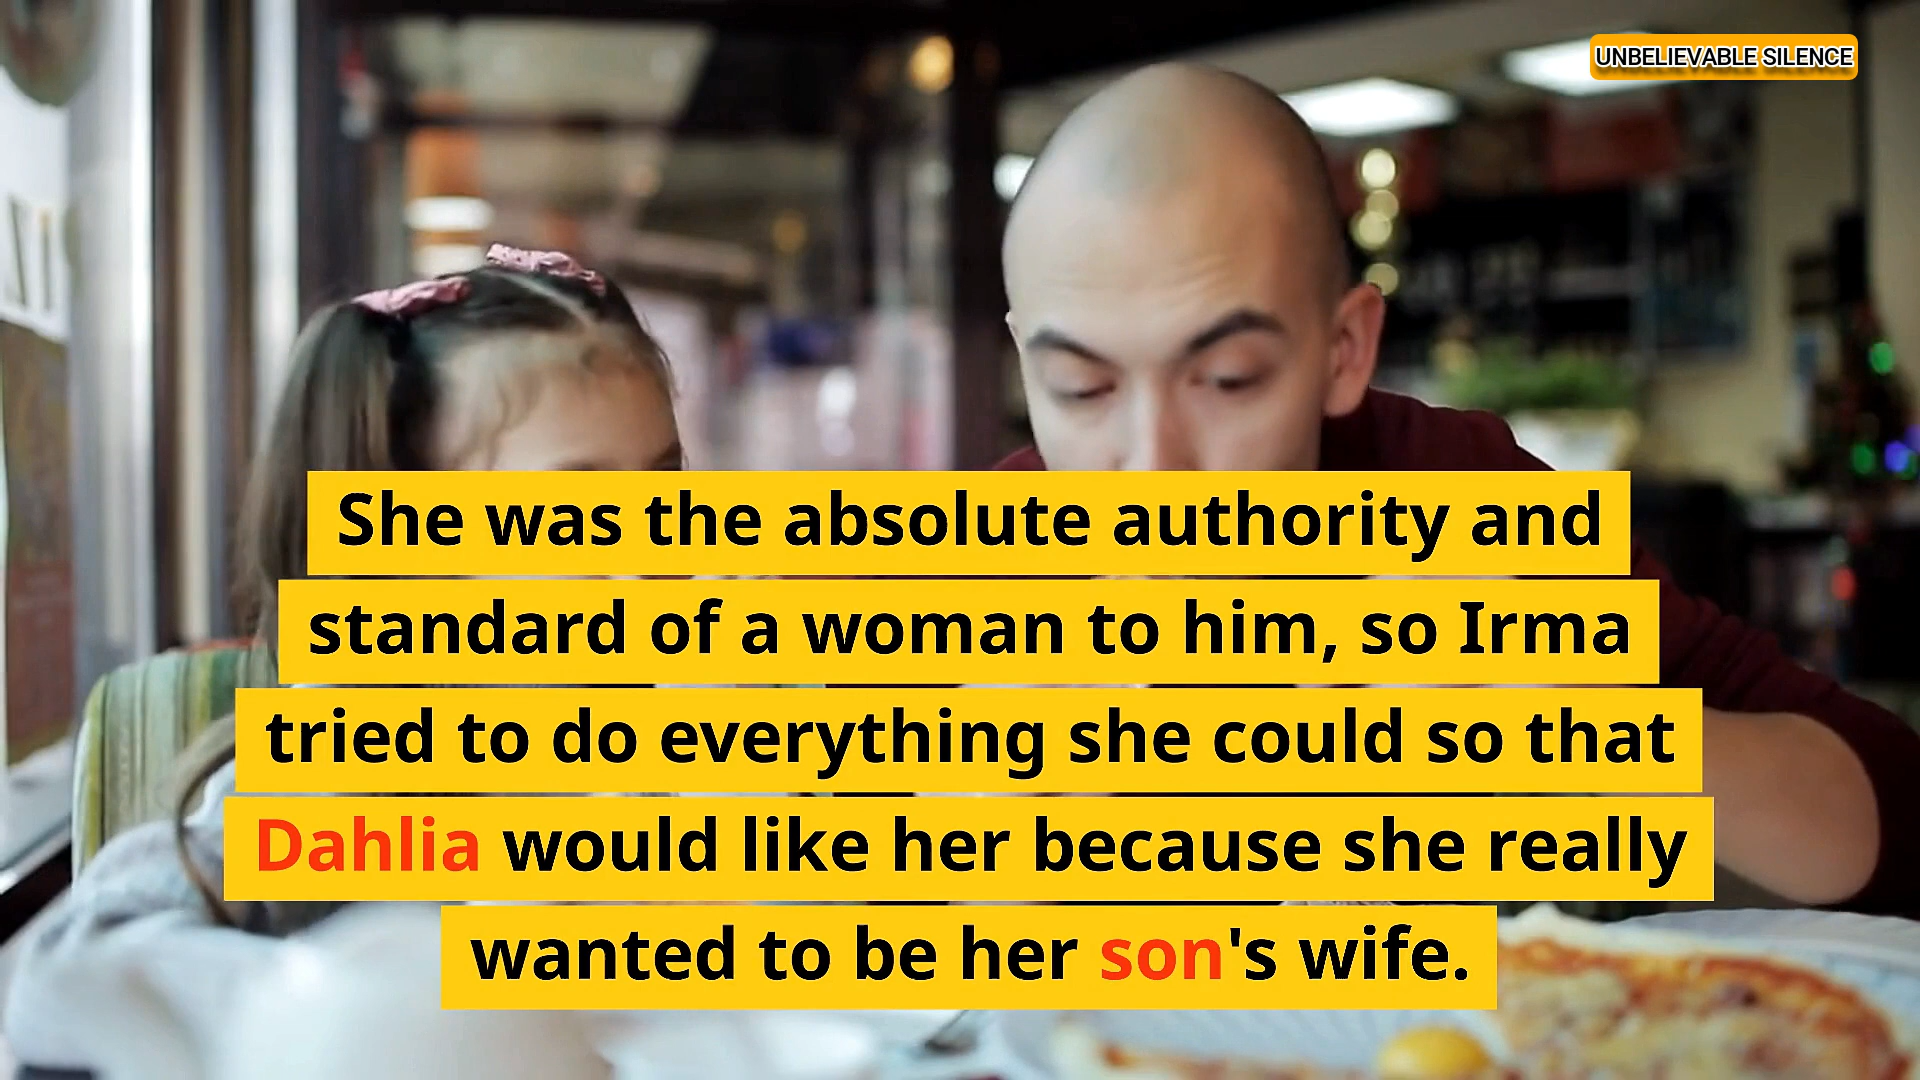 UNBELIEVABLE SILENCE
She was the absolute authority and
standard of a woman to him, so Irma
tried to do everything she could so that
Dahlia would like her because she really
wanted to be her son's wife.